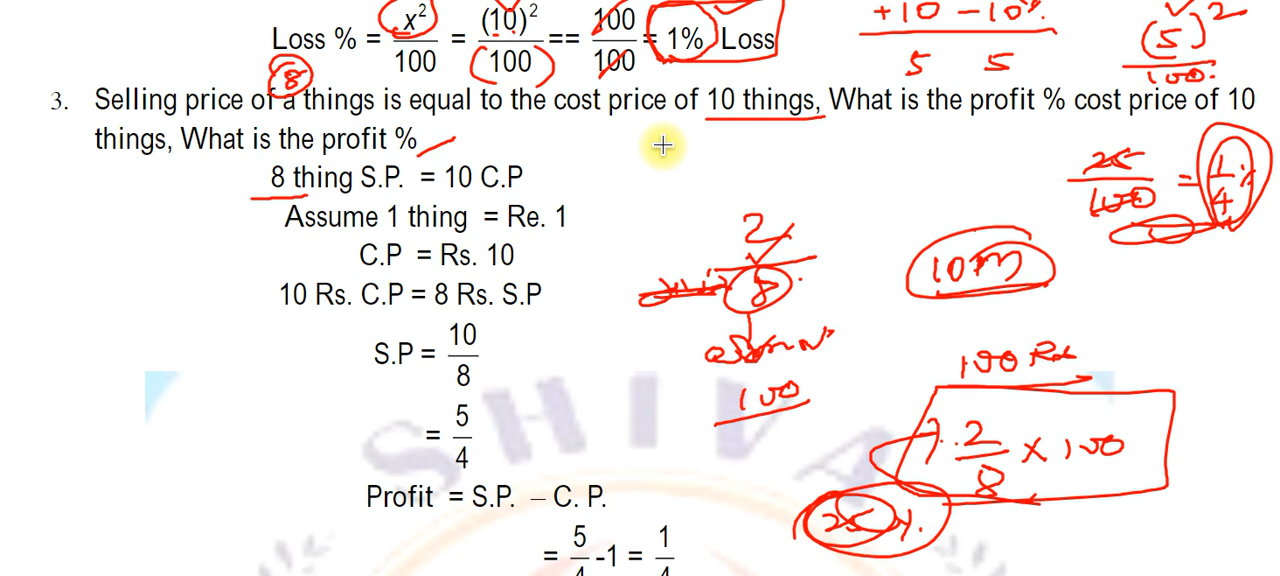 Loss % = x²/100 = (10)²/100 == 100/100 = 1% Loss
+10 - 10%
5 5
(5)²/100
8
3. Selling price of a things is equal to the cost price of 10 things, What is the profit % cost price of 10
things, What is the profit %
8 thing S.P. = 10 C.P
25/100 = 1/4
Assume 1 thing = Re. 1
C.P = Rs. 10
10 m
10 Rs. C.P = 8 Rs. S.P
2/8
S.P = 10/8
100
100 Rs
= 5/4
2/8 × 100
25%
Profit = S.P. – C. P.
= 5/4 -1 = 1/4
SHIVA